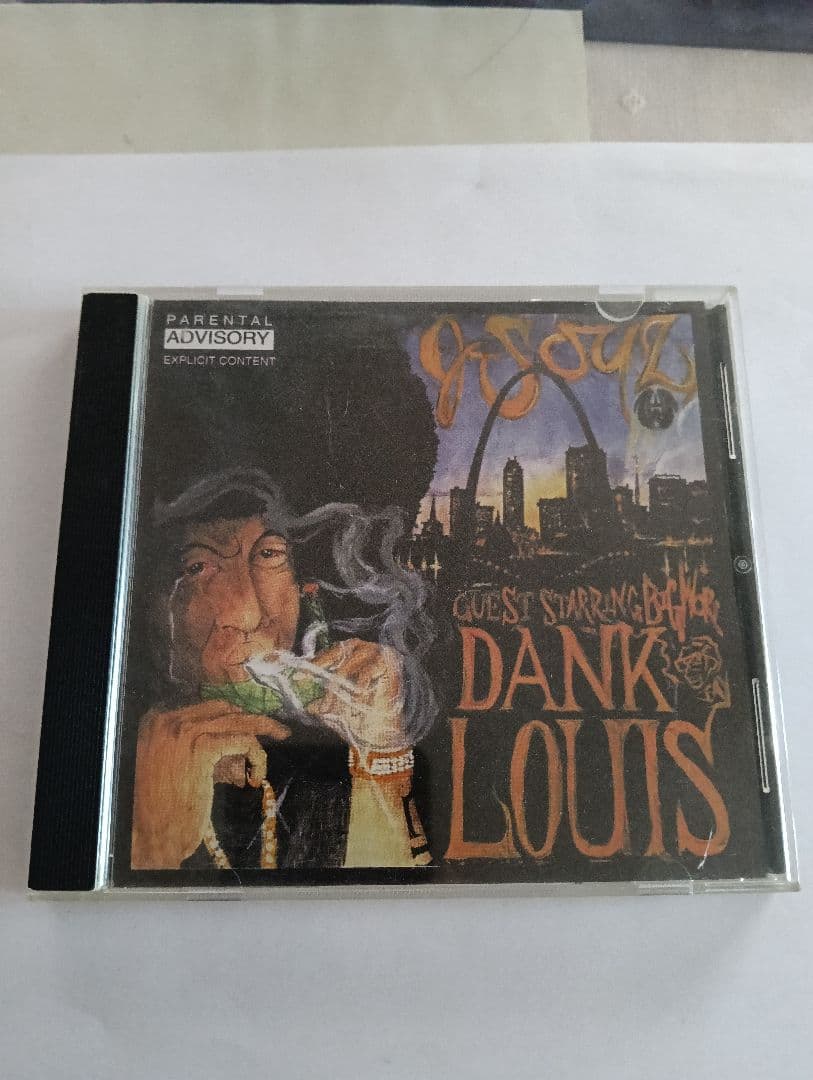 PARENTAL
ADVISORY
EXPLICIT CONTENT
GUEST STARRING
DANK
LOUIS